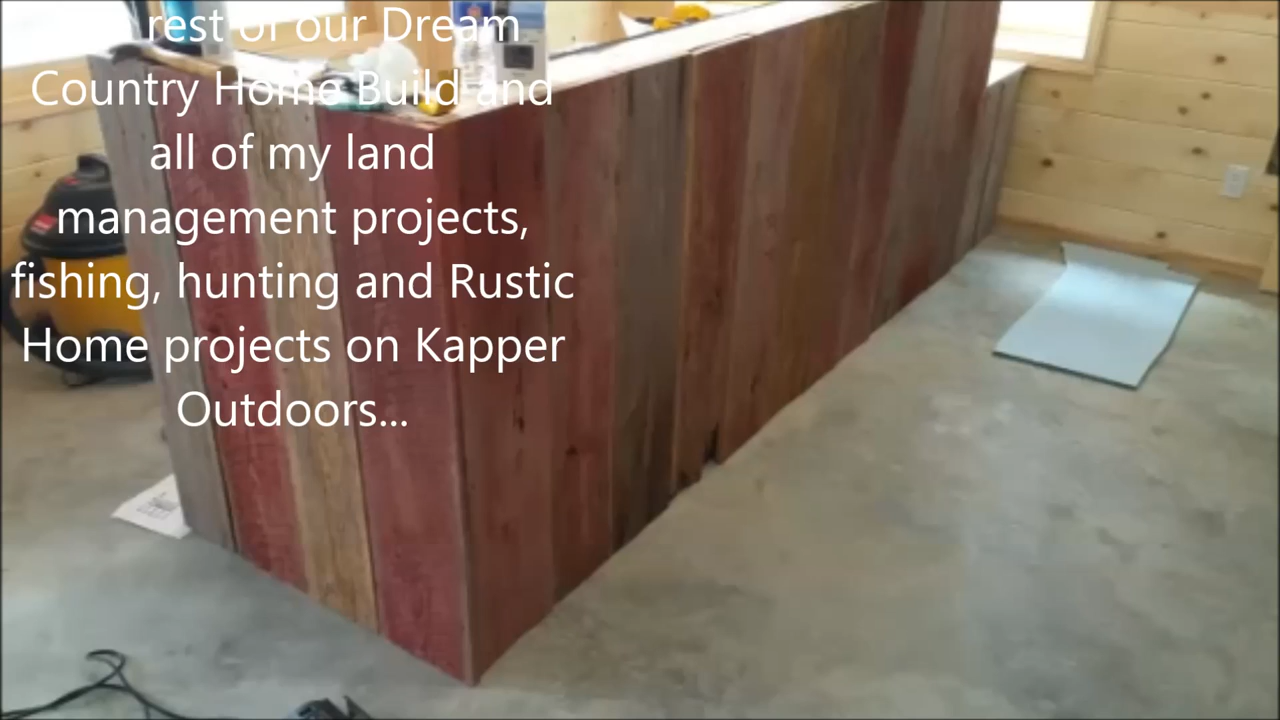 rest of our Dream
Country Home Build and
all of my land
management projects,
fishing, hunting and Rustic
Home projects on Kapper
Outdoors...